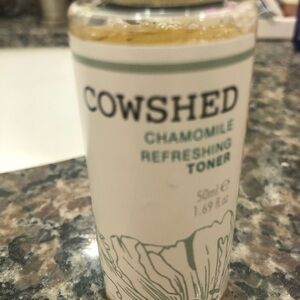 COWSHED
CHAMOMILE
REFRESHING
TONER
50ml ℮
1.69 fl.oz